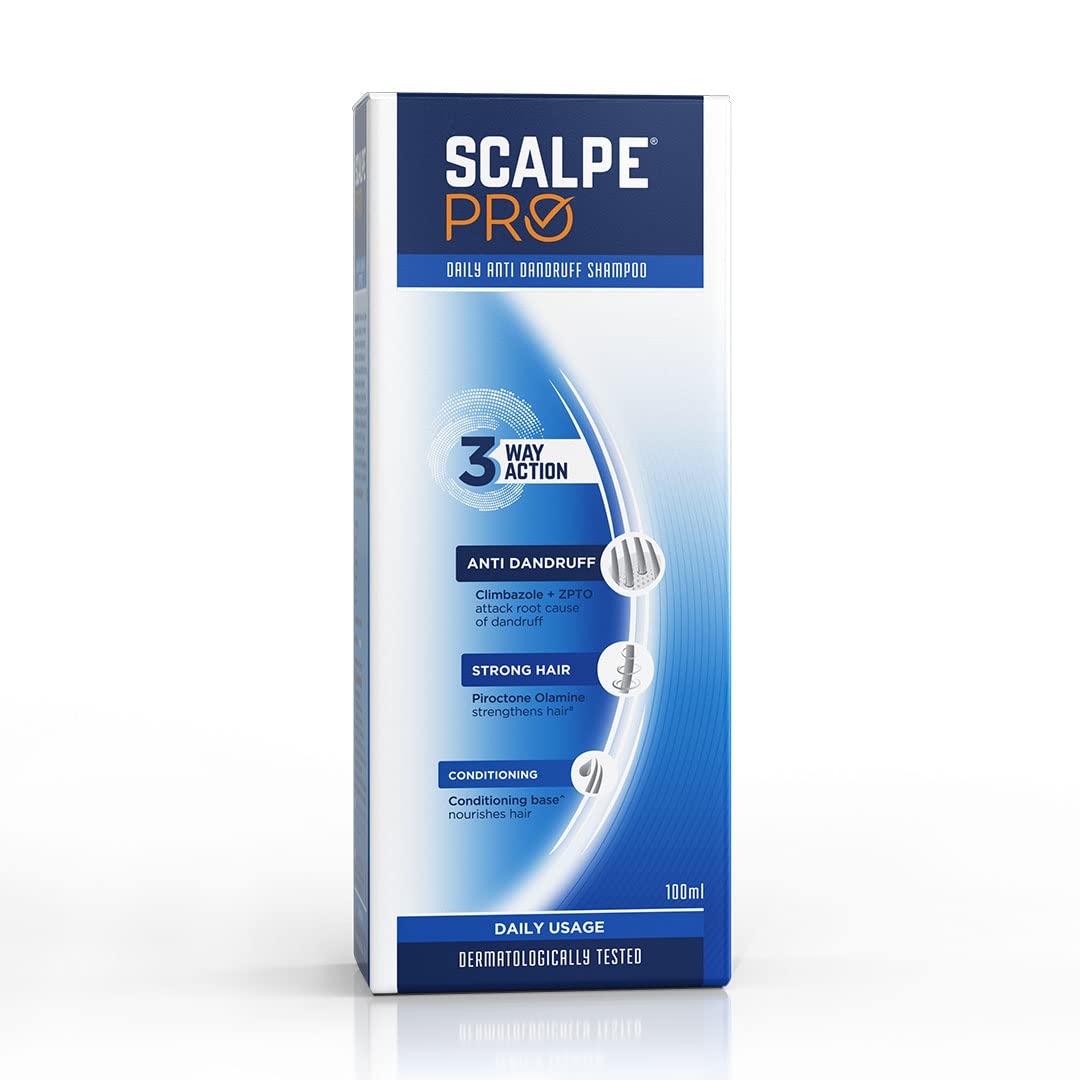 SCALPE®
PRO
DAILY ANTI DANDRUFF SHAMPOO
3 WAY
ACTION
ANTI DANDRUFF
Climbazole + ZPTO
attack root cause
of dandruff
STRONG HAIR
Piroctone Olamine
strengthens hair#
CONDITIONING
Conditioning base^
nourishes hair
100ml
DAILY USAGE
DERMATOLOGICALLY TESTED
SCALPE